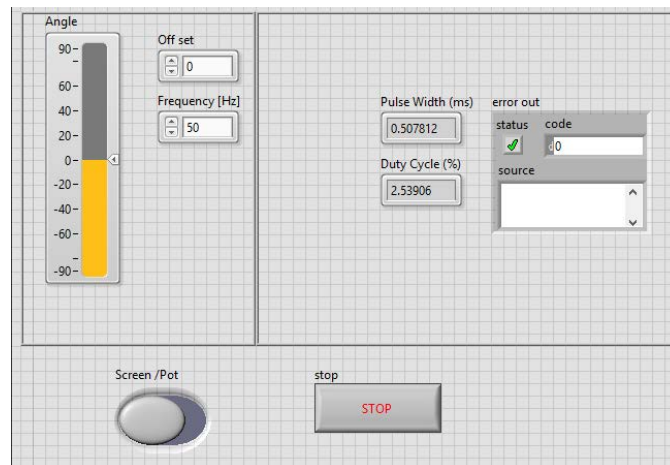 Angle
90-
60-
40-
20-
0-
-20-
-40-
-60-
-90-
Off set
0
Frequency [Hz]
50
Pulse Width (ms)
0.507812
Duty Cycle (%)
2.53906
error out
status code
d0
source
Screen /Pot
stop
STOP